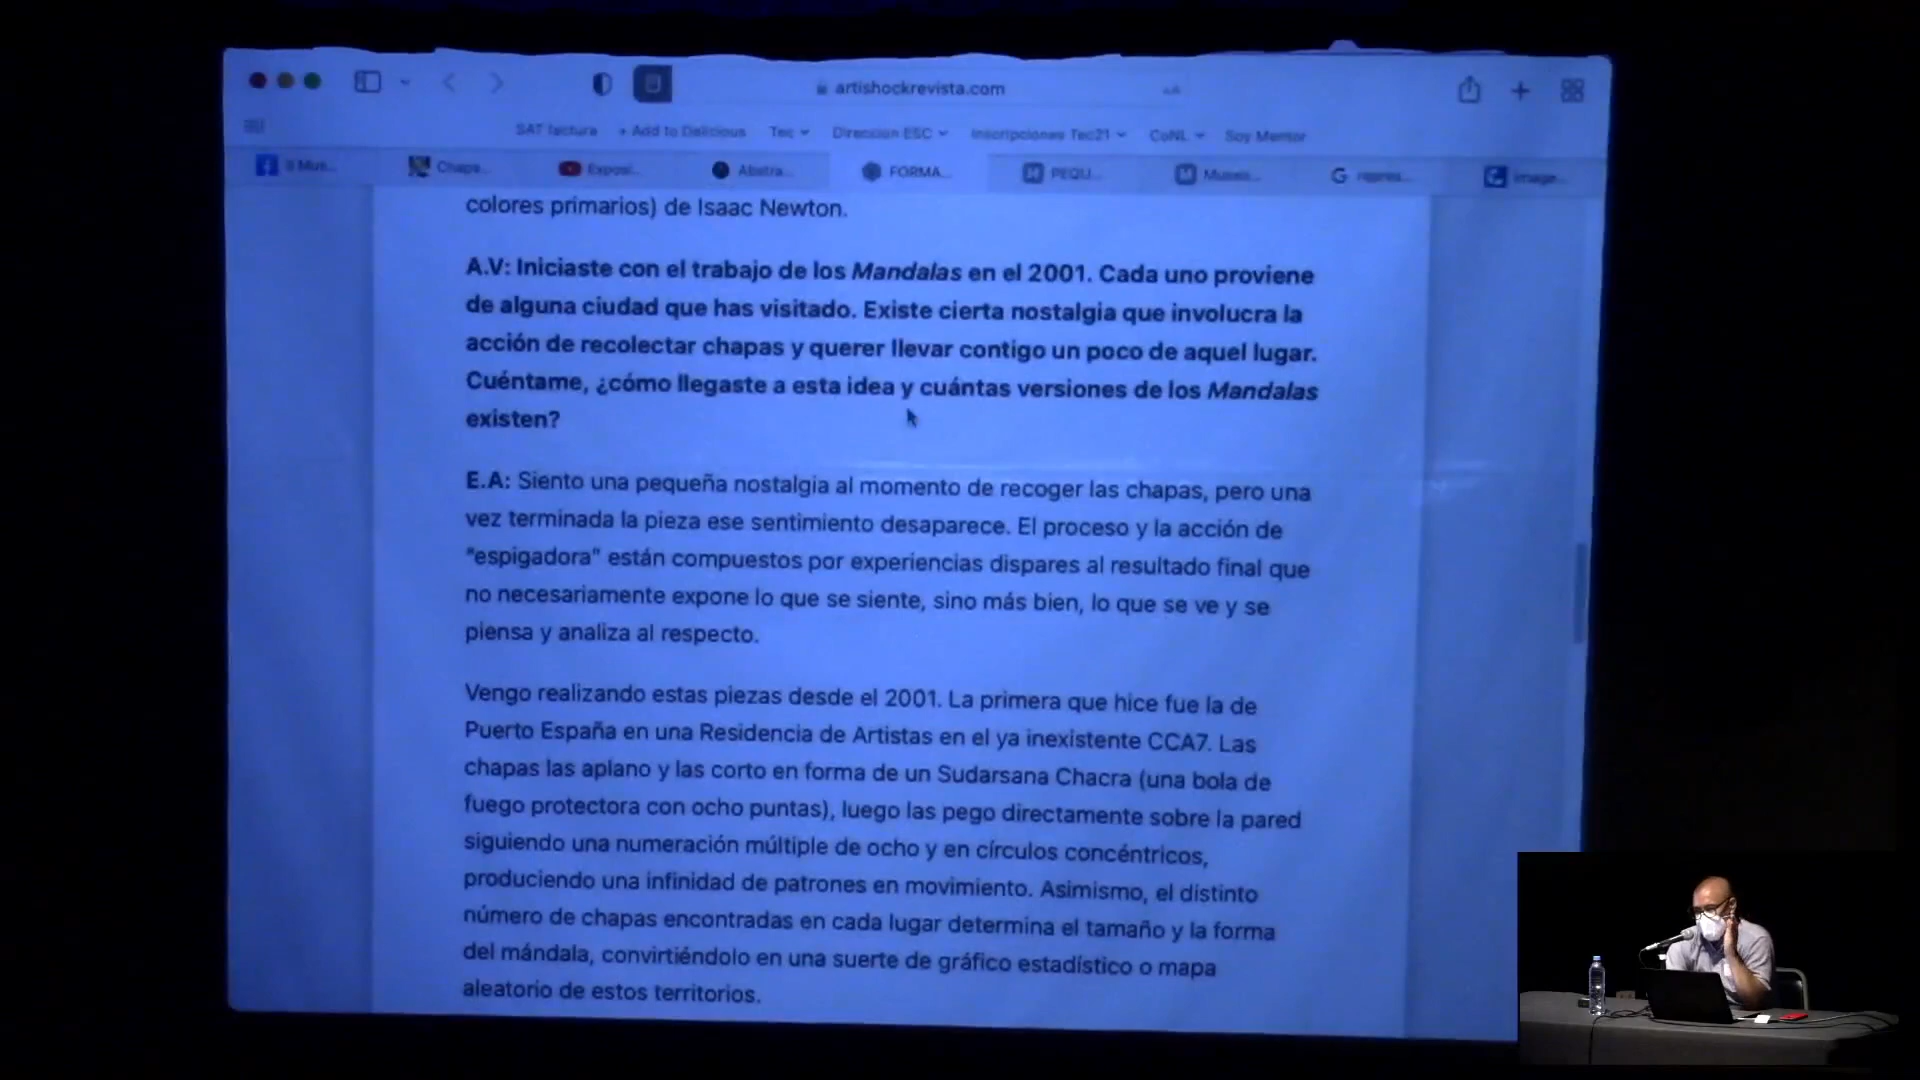 artishockrevista.com
SAT factura + Add to Delicious Tec Dirección ESC Inscripciones Tec21 CoNL Soy Mentor
Chapa... Exposi... Abstra... FORMA... PEQU... Museo... image...
colores primarios) de Isaac Newton.
A.V: Iniciaste con el trabajo de los Mandalas en el 2001. Cada uno proviene
de alguna ciudad que has visitado. Existe cierta nostalgia que involucra la
acción de recolectar chapas y querer llevar contigo un poco de aquel lugar.
Cuéntame, ¿cómo llegaste a esta idea y cuántas versiones de los Mandalas
existen?
E.A: Siento una pequeña nostalgia al momento de recoger las chapas, pero una
vez terminada la pieza ese sentimiento desaparece. El proceso y la acción de
"espigadora" están compuestos por experiencias dispares al resultado final que
no necesariamente expone lo que se siente, sino más bien, lo que se ve y se
piensa y analiza al respecto.
Vengo realizando estas piezas desde el 2001. La primera que hice fue la de
Puerto España en una Residencia de Artistas en el ya inexistente CCA7. Las
chapas las aplano y las corto en forma de un Sudarsana Chacra (una bola de
fuego protectora con ocho puntas), luego las pego directamente sobre la pared
siguiendo una numeración múltiple de ocho y en círculos concéntricos,
produciendo una infinidad de patrones en movimiento. Asimismo, el distinto
número de chapas encontradas en cada lugar determina el tamaño y la forma
del mándala, convirtiéndolo en una suerte de gráfico estadístico o mapa
aleatorio de estos territorios.